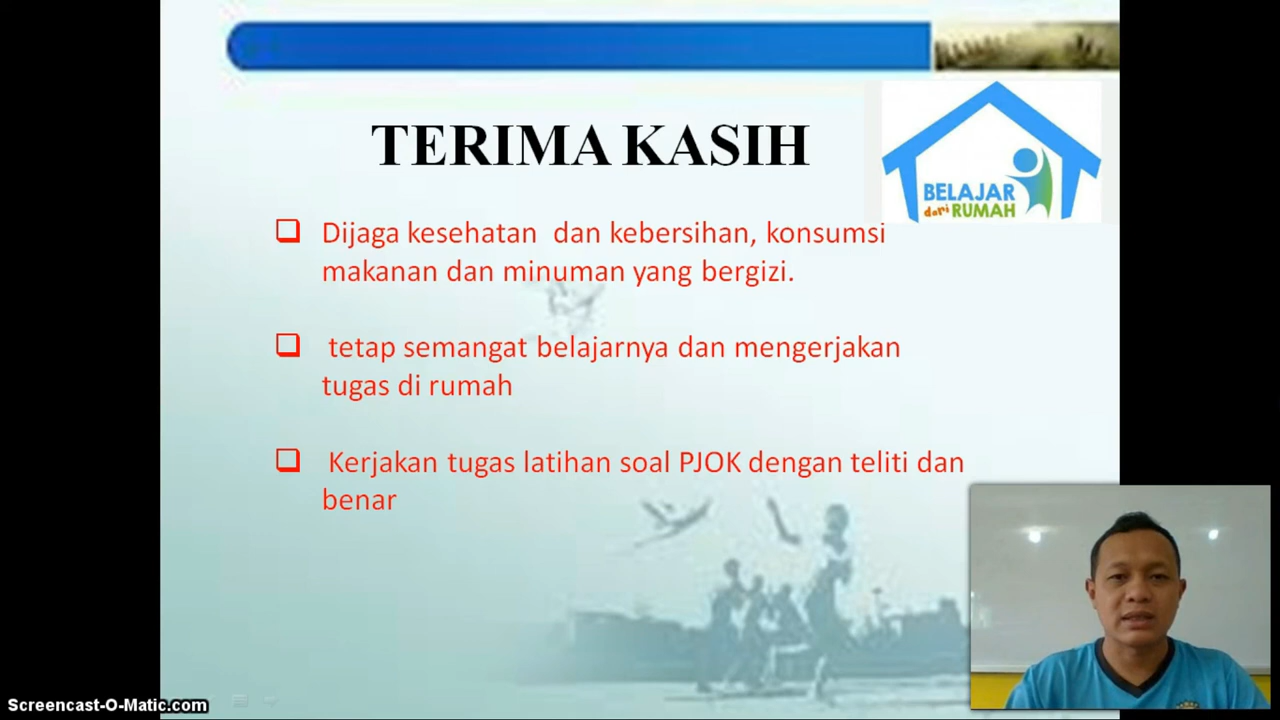 TERIMA KASIH
BELAJAR
dari RUMAH
Dijaga kesehatan dan kebersihan, konsumsi
makanan dan minuman yang bergizi.
tetap semangat belajarnya dan mengerjakan
tugas di rumah
Kerjakan tugas latihan soal PJOK dengan teliti dan
benar
Screencast-O-Matic.com